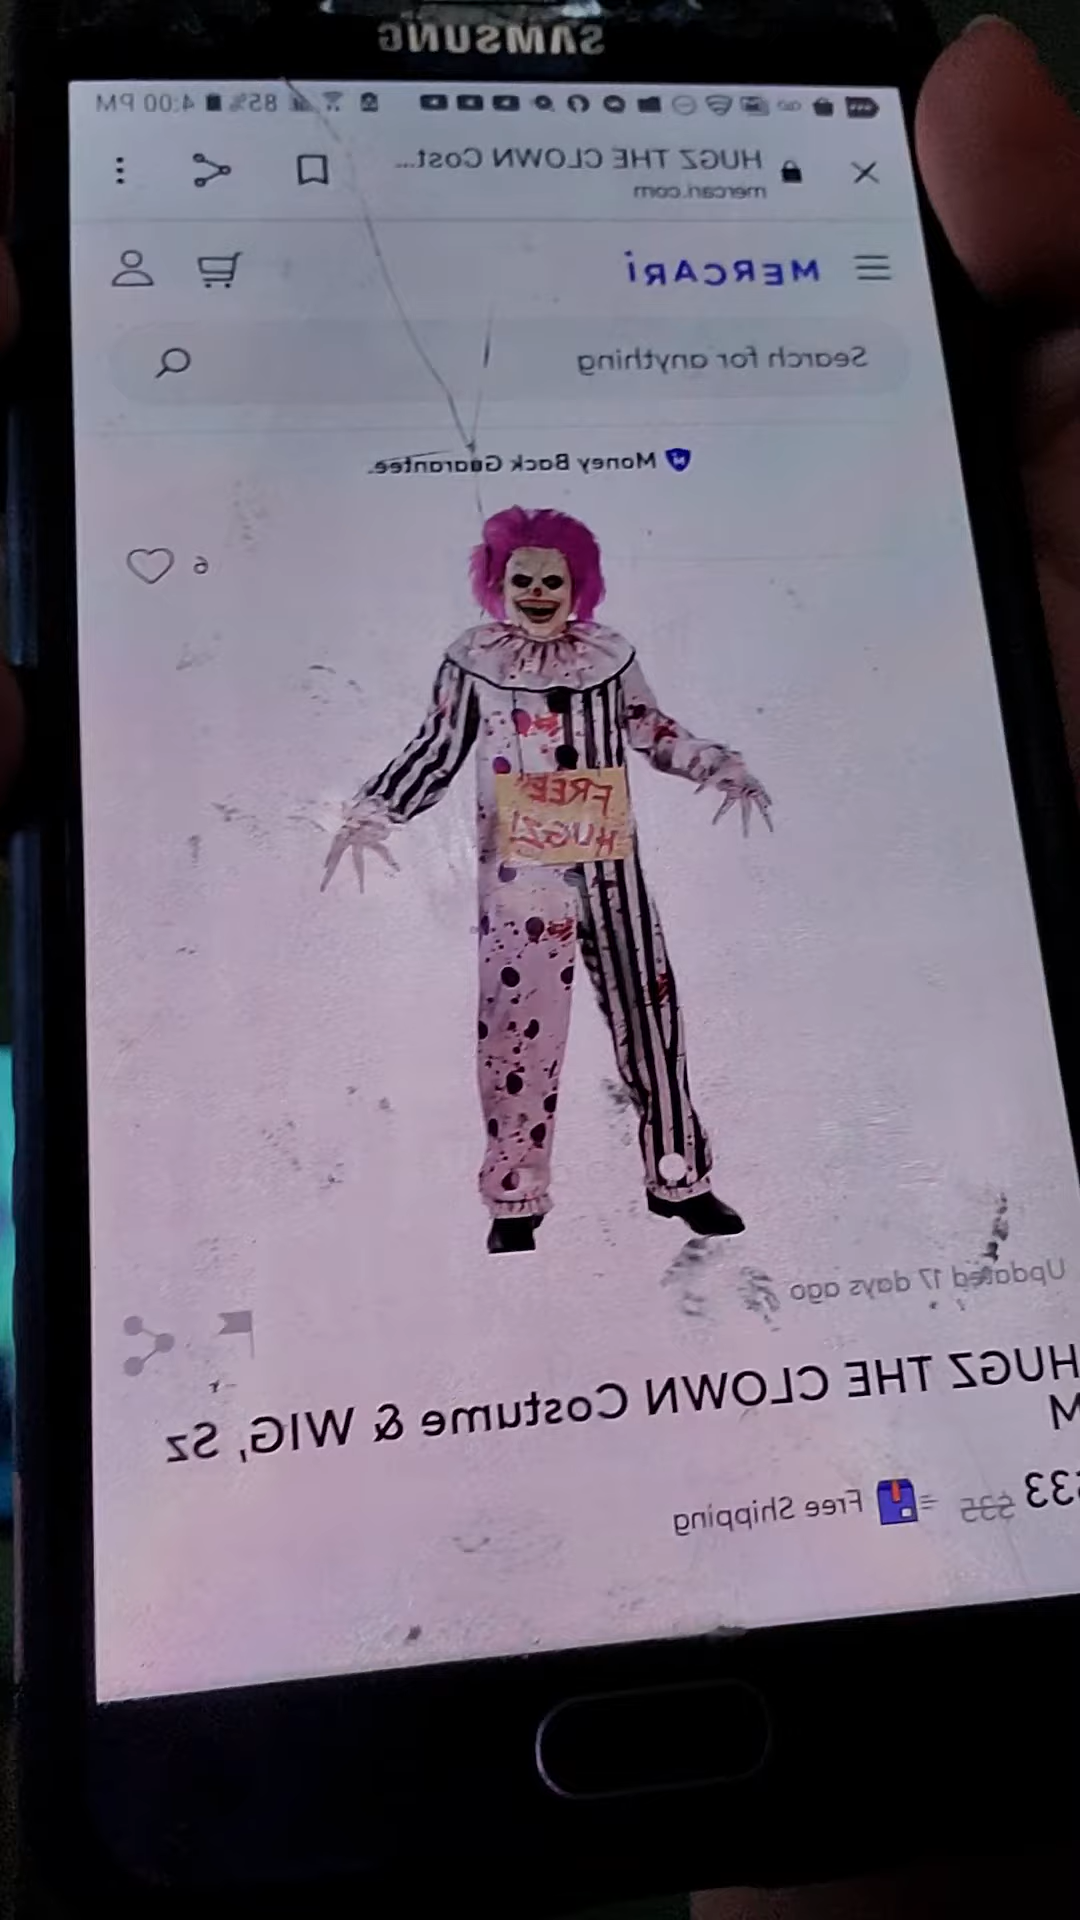 SAMSUNG
85% 4:00 PM
HUGZ THE CLOWN Cost...
mercari.com
MERCARI
Search for anything
Money Back Guarantee.
6
FREE
HUGZ!
Updated 17 days ago
HUGZ THE CLOWN Costume & WIG, Sz
M
$33 $35 Free Shipping